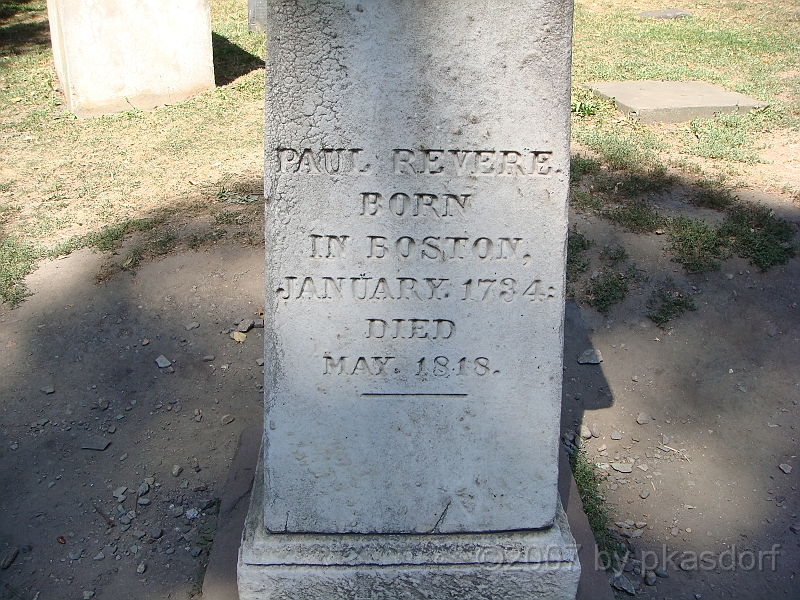 PAUL REVERE.
BORN
IN BOSTON,
JANUARY. 1734:
DIED
MAY. 1818.
©2007 by pkasdorf